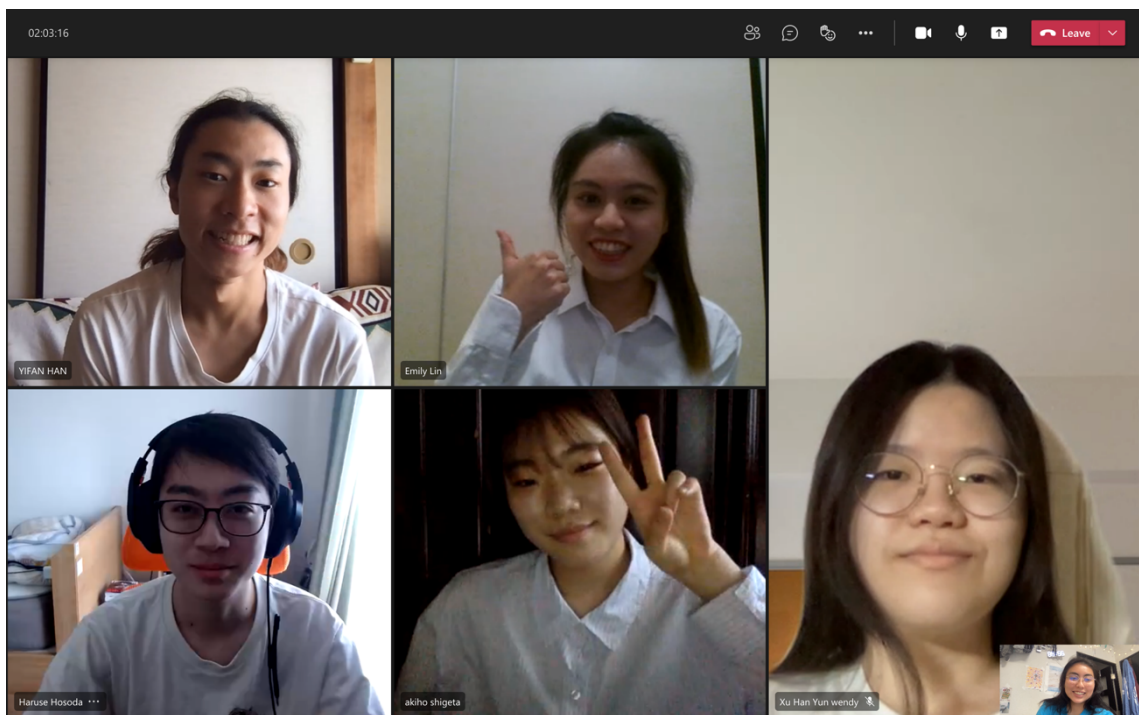 02:03:16
Leave
YIFAN HAN
Emily Lin
Haruse Hosoda ···
akiho shigeta
Xu Han Yun wendy